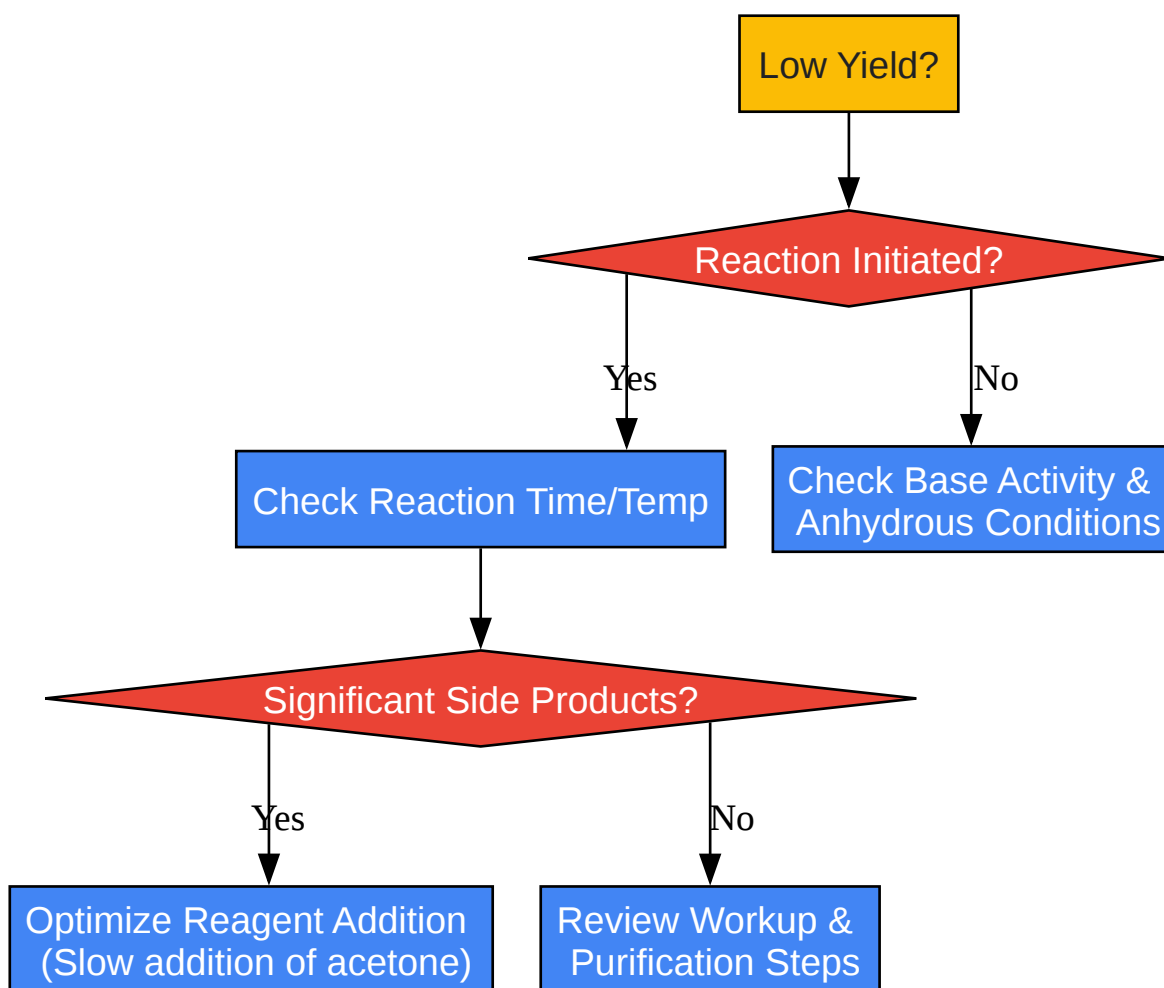 Low Yield?
Reaction Initiated?
Yes
No
Check Reaction Time/Temp
Check Base Activity &
Anhydrous Conditions
Significant Side Products?
Yes
No
Optimize Reagent Addition
(Slow addition of acetone)
Review Workup &
Purification Steps